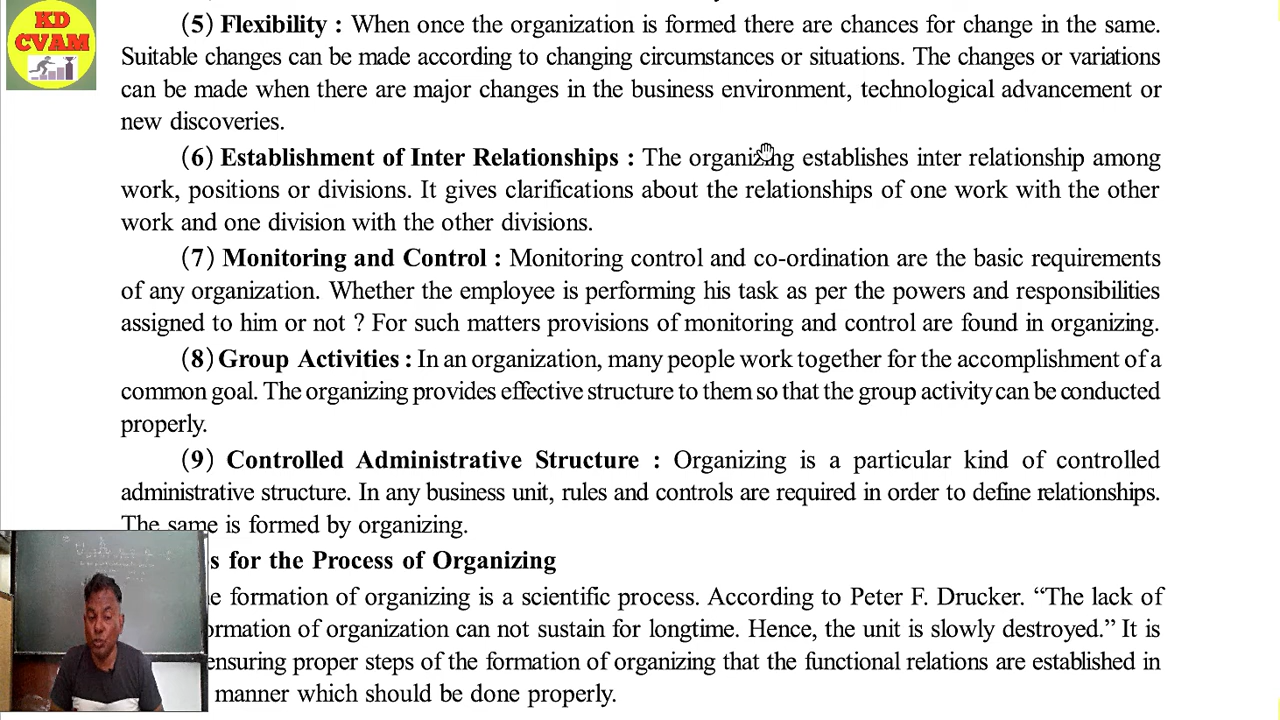 KD
CVAM
(5) Flexibility : When once the organization is formed there are chances for change in the same.
Suitable changes can be made according to changing circumstances or situations. The changes or variations
can be made when there are major changes in the business environment, technological advancement or
new discoveries.
(6) Establishment of Inter Relationships : The organizing establishes inter relationship among
work, positions or divisions. It gives clarifications about the relationships of one work with the other
work and one division with the other divisions.
(7) Monitoring and Control : Monitoring control and co-ordination are the basic requirements
of any organization. Whether the employee is performing his task as per the powers and responsibilities
assigned to him or not ? For such matters provisions of monitoring and control are found in organizing.
(8) Group Activities : In an organization, many people work together for the accomplishment of a
common goal. The organizing provides effective structure to them so that the group activity can be conducted
properly.
(9) Controlled Administrative Structure : Organizing is a particular kind of controlled
administrative structure. In any business unit, rules and controls are required in order to define relationships.
The same is formed by organizing.
s for the Process of Organizing
e formation of organizing is a scientific process. According to Peter F. Drucker. “The lack of
ormation of organization can not sustain for longtime. Hence, the unit is slowly destroyed.” It is
ensuring proper steps of the formation of organizing that the functional relations are established in
manner which should be done properly.